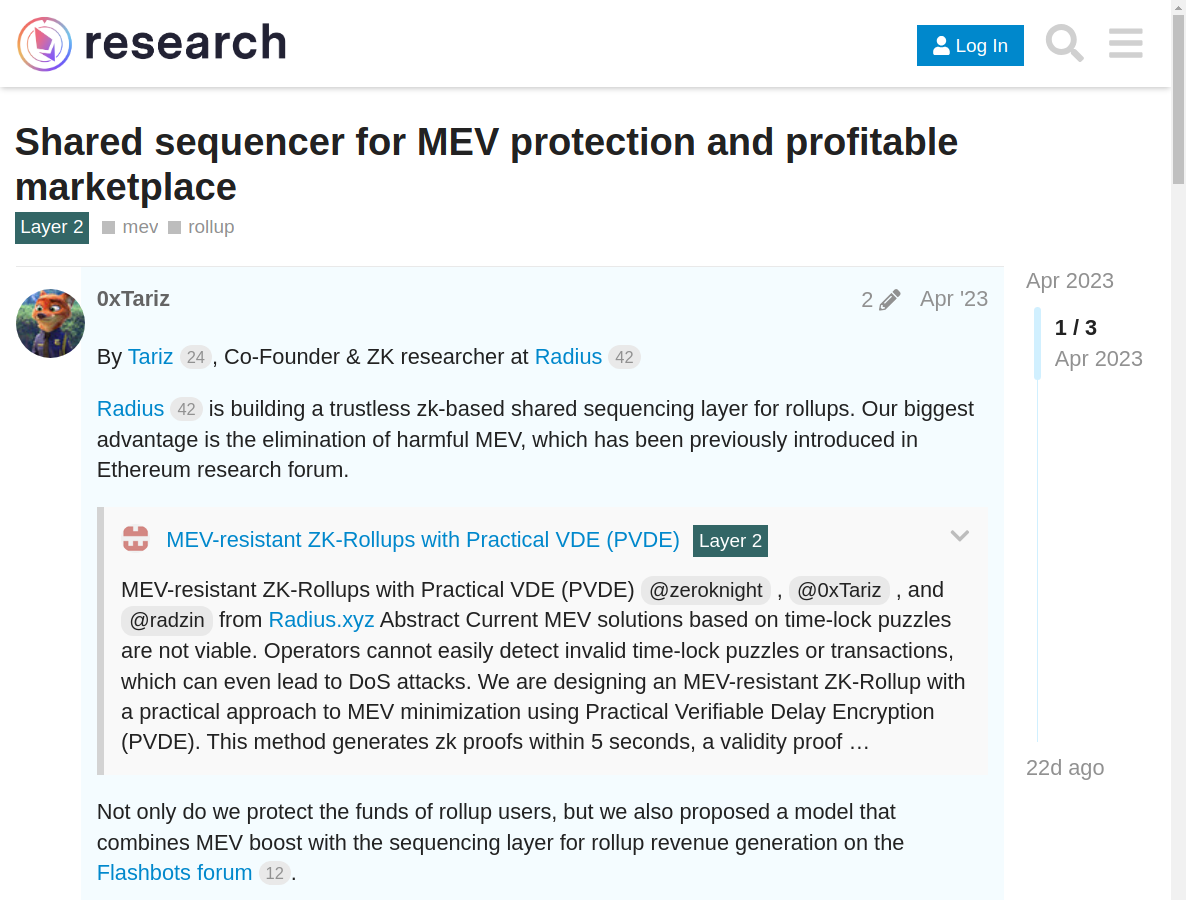 research
Log In
Shared sequencer for MEV protection and profitable
marketplace
Layer 2 mev rollup
0xTariz 2 Apr '23
By Tariz 24, Co-Founder & ZK researcher at Radius 42
Radius 42 is building a trustless zk-based shared sequencing layer for rollups. Our biggest
advantage is the elimination of harmful MEV, which has been previously introduced in
Ethereum research forum.
MEV-resistant ZK-Rollups with Practical VDE (PVDE) Layer 2
MEV-resistant ZK-Rollups with Practical VDE (PVDE) @zeroknight , @0xTariz , and
@radzin from Radius.xyz Abstract Current MEV solutions based on time-lock puzzles
are not viable. Operators cannot easily detect invalid time-lock puzzles or transactions,
which can even lead to DoS attacks. We are designing an MEV-resistant ZK-Rollup with
a practical approach to MEV minimization using Practical Verifiable Delay Encryption
(PVDE). This method generates zk proofs within 5 seconds, a validity proof …
Not only do we protect the funds of rollup users, but we also proposed a model that
combines MEV boost with the sequencing layer for rollup revenue generation on the
Flashbots forum 12.
Apr 2023
1 / 3
Apr 2023
22d ago